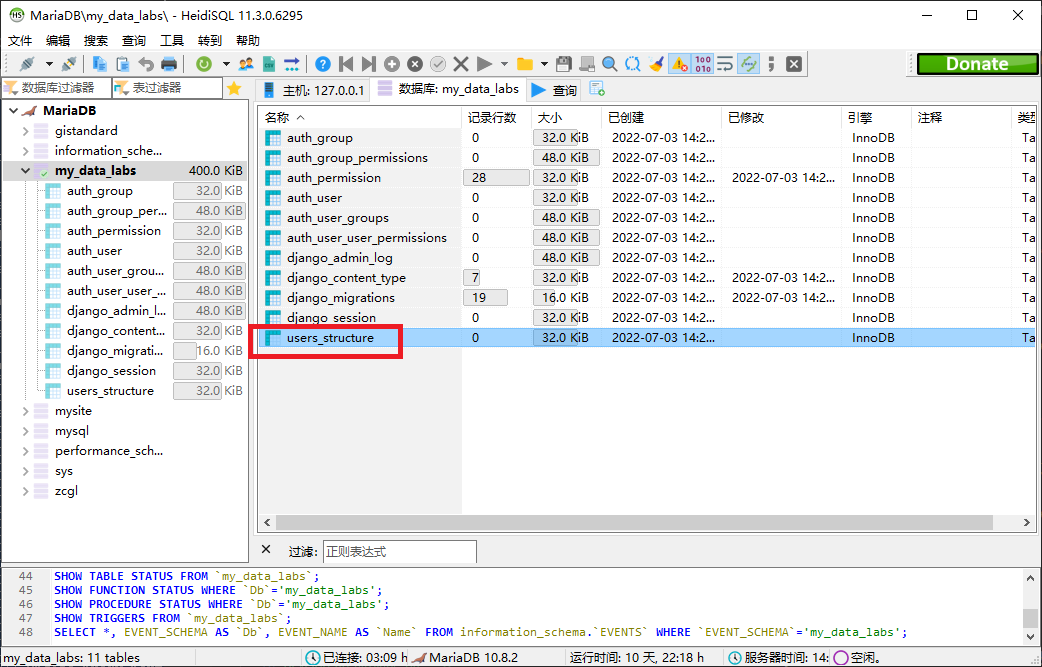 MariaDB\my_data_labs\ - HeidiSQL 11.3.0.6295
文件 编辑 搜索 查询 工具 转到 帮助
Donate
数据库过滤器 表过滤器 主机: 127.0.0.1 数据库: my_data_labs 查询
MariaDB
gistandard
information_sche...
my_data_labs 400.0 KiB
auth_group 32.0 KiB
auth_group_per... 48.0 KiB
auth_permission 32.0 KiB
auth_user 32.0 KiB
auth_user_grou... 48.0 KiB
auth_user_user_... 48.0 KiB
django_admin_l... 48.0 KiB
django_content... 32.0 KiB
django_migrati... 16.0 KiB
django_session 32.0 KiB
users_structure 32.0 KiB
mysite
mysql
performance_sch...
sys
zcgl
名称 记录行数 大小 已创建 已修改 引擎 注释 类型
auth_group 0 32.0 KiB 2022-07-03 14:2... InnoDB Ta
auth_group_permissions 0 48.0 KiB 2022-07-03 14:2... InnoDB Ta
auth_permission 28 32.0 KiB 2022-07-03 14:2... 2022-07-03 14:2... InnoDB Ta
auth_user 0 32.0 KiB 2022-07-03 14:2... InnoDB Ta
auth_user_groups 0 48.0 KiB 2022-07-03 14:2... InnoDB Ta
auth_user_user_permissions 0 48.0 KiB 2022-07-03 14:2... InnoDB Ta
django_admin_log 0 48.0 KiB 2022-07-03 14:2... InnoDB Ta
django_content_type 7 32.0 KiB 2022-07-03 14:2... 2022-07-03 14:2... InnoDB Ta
django_migrations 19 16.0 KiB 2022-07-03 14:2... 2022-07-03 14:2... InnoDB Ta
django_session 0 32.0 KiB 2022-07-03 14:2... InnoDB Ta
users_structure 0 32.0 KiB 2022-07-03 14:2... InnoDB Ta
过滤: 正则表达式
44 SHOW TABLE STATUS FROM `my_data_labs`;
45 SHOW FUNCTION STATUS WHERE `Db`='my_data_labs';
46 SHOW PROCEDURE STATUS WHERE `Db`='my_data_labs';
47 SHOW TRIGGERS FROM `my_data_labs`;
48 SELECT *, EVENT_SCHEMA AS `Db`, EVENT_NAME AS `Name` FROM information_schema.`EVENTS` WHERE `EVENT_SCHEMA`='my_data_labs';
my_data_labs: 11 tables 已连接: 03:09 h MariaDB 10.8.2 运行时间: 10 天, 22:18 h 服务器时间: 14: 空闲。